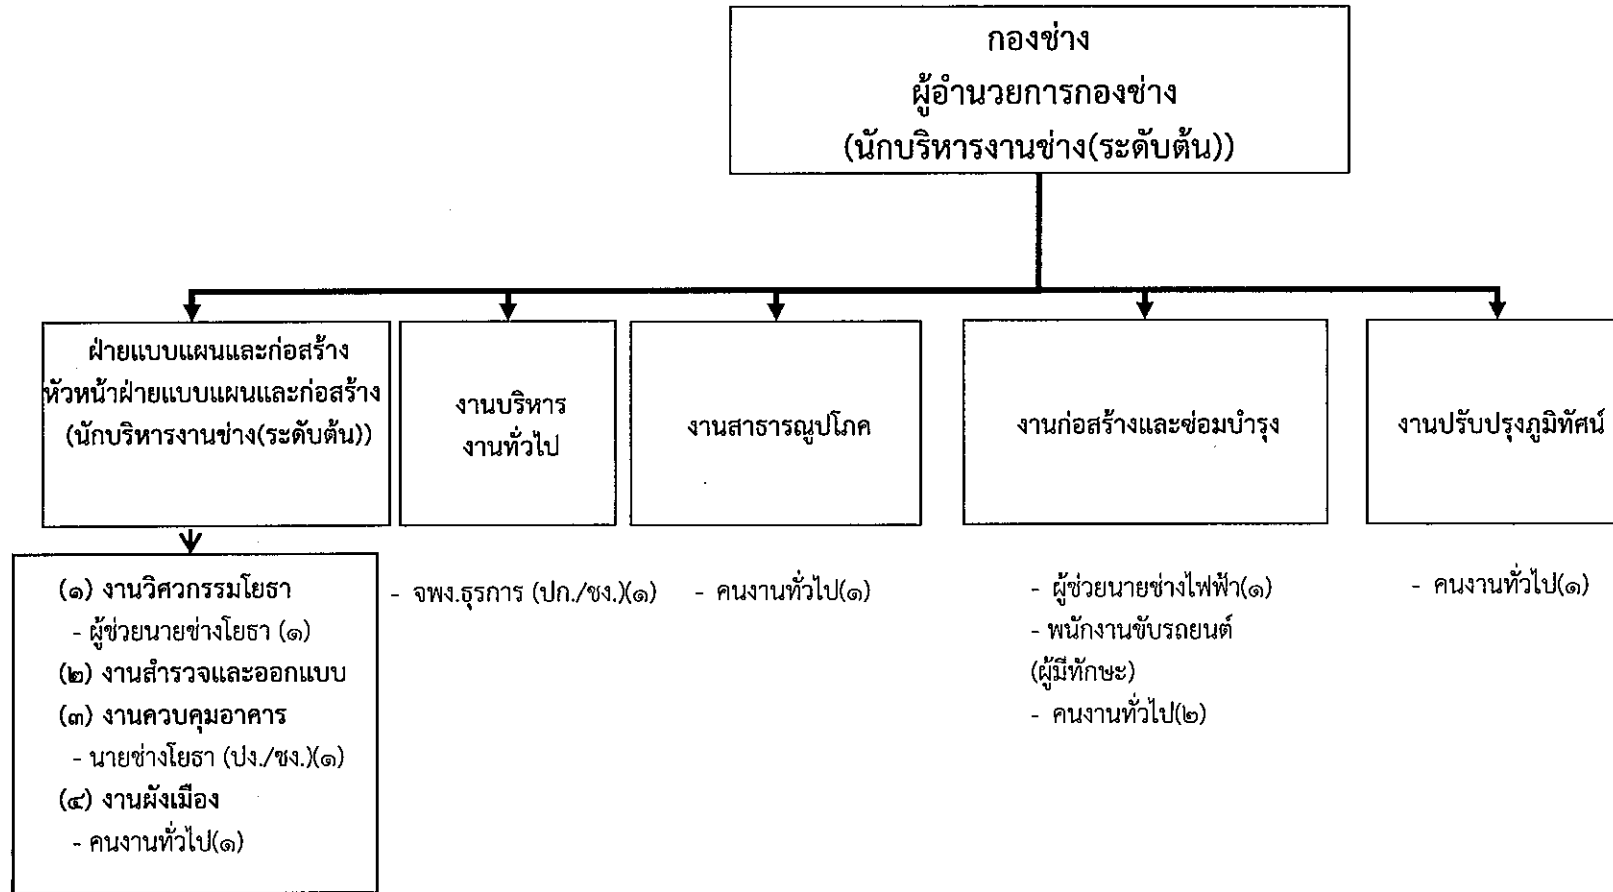 กองช่าง
ผู้อำนวยการกองช่าง
(นักบริหารงานช่าง(ระดับต้น))
ฝ่ายแบบแผนและก่อสร้าง
หัวหน้าฝ่ายแบบแผนและก่อสร้าง
(นักบริหารงานช่าง(ระดับต้น))
งานบริหาร
งานทั่วไป
งานสาธารณูปโภค
งานก่อสร้างและซ่อมบำรุง
งานปรับปรุงภูมิทัศน์
(๑) งานวิศวกรรมโยธา
- ผู้ช่วยนายช่างโยธา (๑)
(๒) งานสำรวจและออกแบบ
(๓) งานควบคุมอาคาร
- นายช่างโยธา (ปง./ชง.)(๑)
(๔) งานผังเมือง
- คนงานทั่วไป(๑)
- จพง.ธุรการ (ปก./ชง.)(๑)
- คนงานทั่วไป(๑)
- ผู้ช่วยนายช่างไฟฟ้า(๑)
- พนักงานขับรถยนต์
(ผู้มีทักษะ)
- คนงานทั่วไป(๒)
- คนงานทั่วไป(๑)